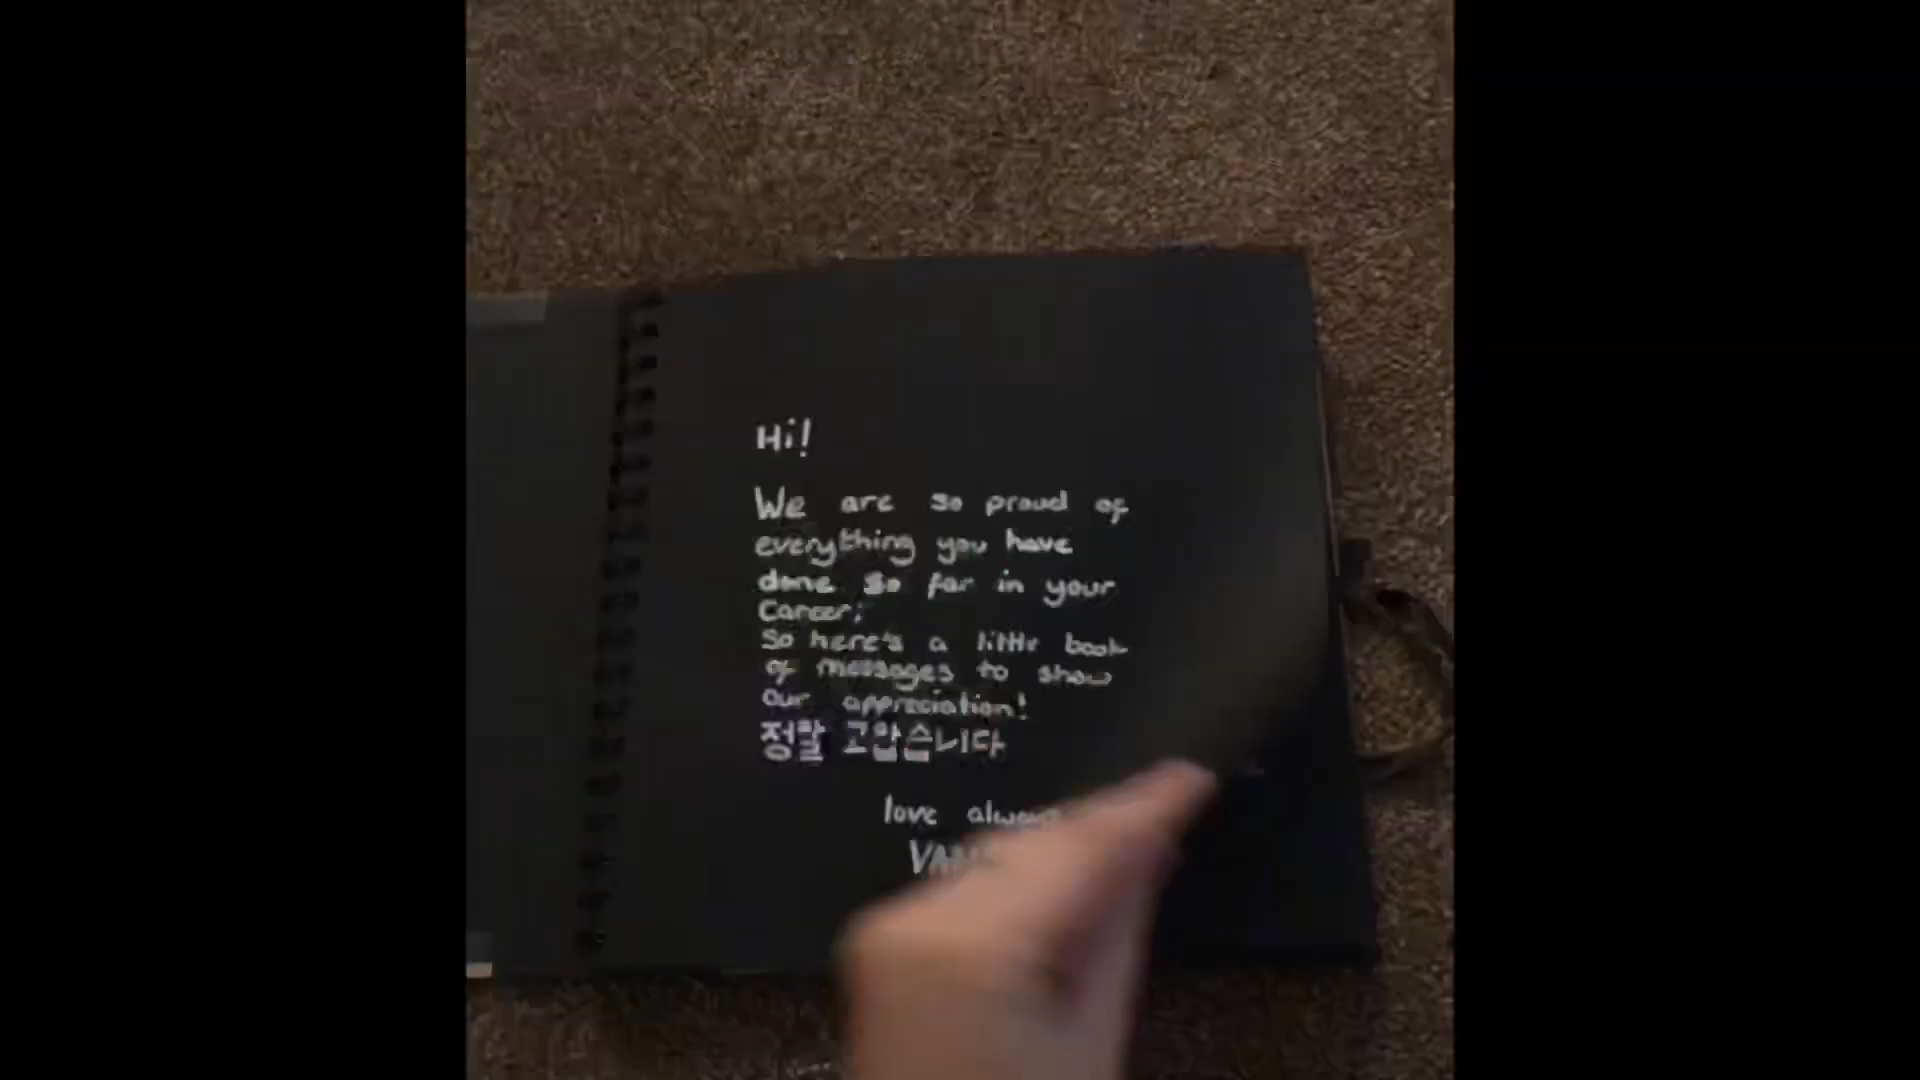 Hi!
We are so proud of
everything you have
done so far in your
Career;
So here's a little book
of messages to show
our appreciation!
정말 고맙습니다
love always